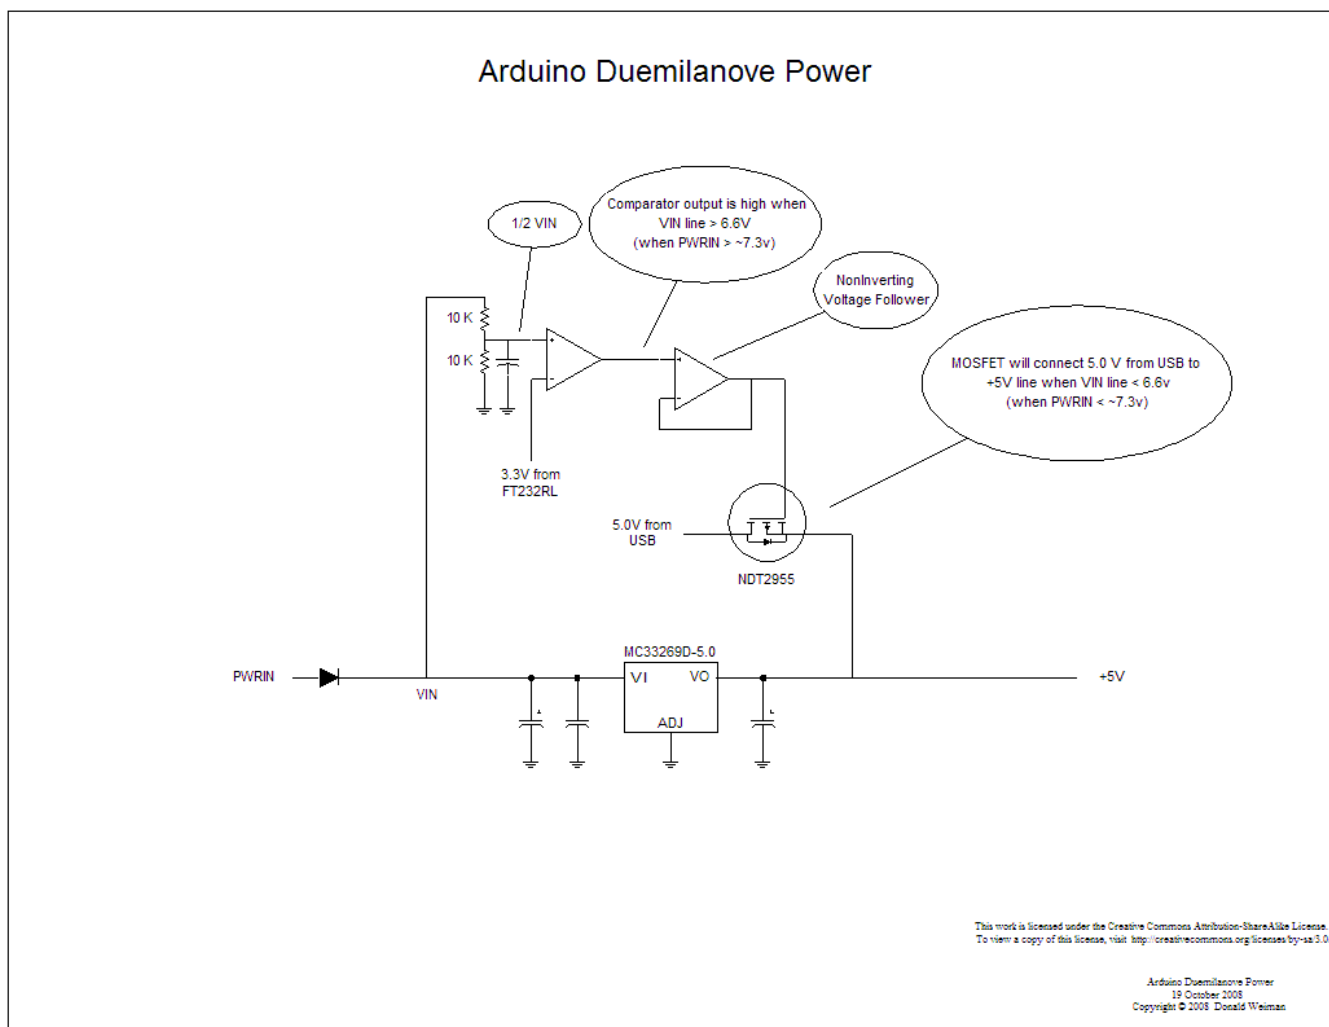 Arduino Duemilanove Power
1/2 VIN
Comparator output is high when
VIN line > 6.6V
(when PWRIN > ~7.3v)
NonInverting
Voltage Follower
10 K
10 K
+
-
+
-
MOSFET will connect 5.0 V from USB to
+5V line when VIN line < 6.6v
(when PWRIN < ~7.3v)
3.3V from
FT232RL
5.0V from
USB
NDT2955
MC33269D-5.0
PWRIN
VIN
VI
VO
ADJ
+5V
This work is licensed under the Creative Commons Attribution-ShareAlike License.
To view a copy of this license, visit http://creativecommons.org/licenses/by-sa/3.0
Arduino Duemilanove Power
19 October 2008
Copyright © 2008 Donald Weiman